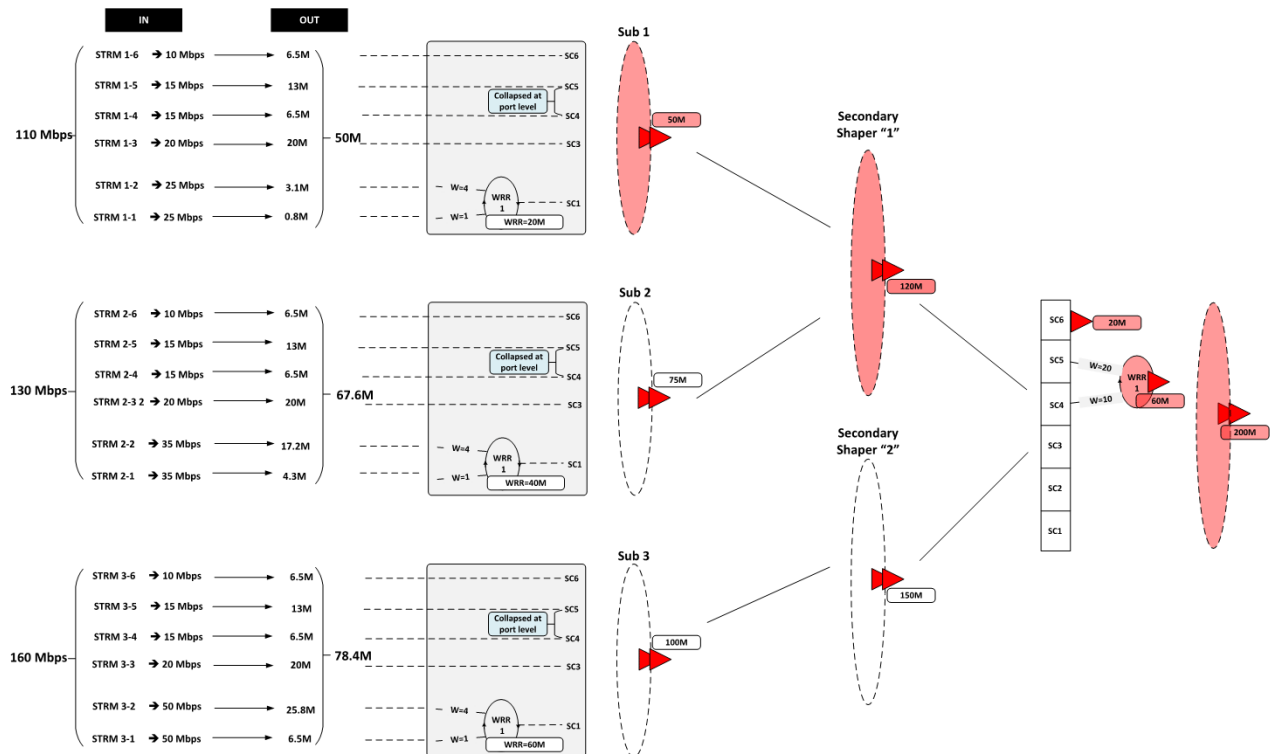 IN OUT
STRM 1-6 → 10 Mbps 6.5M
STRM 1-5 → 15 Mbps 13M
STRM 1-4 → 15 Mbps 6.5M
110 Mbps
STRM 1-3 → 20 Mbps 20M
50M
STRM 1-2 → 25 Mbps 3.1M
STRM 1-1 → 25 Mbps 0.8M
SC6
SC5
Collapsed at
port level
SC4
SC3
W=4
WRR
1
SC1
W=1
WRR=20M
Sub 1
50M
STRM 2-6 → 10 Mbps 6.5M
STRM 2-5 → 15 Mbps 13M
STRM 2-4 → 15 Mbps 6.5M
130 Mbps
STRM 2-3 2 → 20 Mbps 20M
67.6M
STRM 2-2 → 35 Mbps 17.2M
STRM 2-1 → 35 Mbps 4.3M
SC6
SC5
Collapsed at
port level
SC4
SC3
W=4
WRR
1
SC1
W=1
WRR=40M
Sub 2
75M
STRM 3-6 → 10 Mbps 6.5M
STRM 3-5 → 15 Mbps 13M
STRM 3-4 → 15 Mbps 6.5M
160 Mbps
STRM 3-3 → 20 Mbps 20M
78.4M
STRM 3-2 → 50 Mbps 25.8M
STRM 3-1 → 50 Mbps 6.5M
SC6
SC5
Collapsed at
port level
SC4
SC3
W=4
WRR
1
SC1
W=1
WRR=60M
Sub 3
100M
Secondary
Shaper “1”
120M
Secondary
Shaper “2”
150M
SC6
20M
SC5
W=20
WRR
1
60M
SC4
W=10
SC3
SC2
SC1
200M